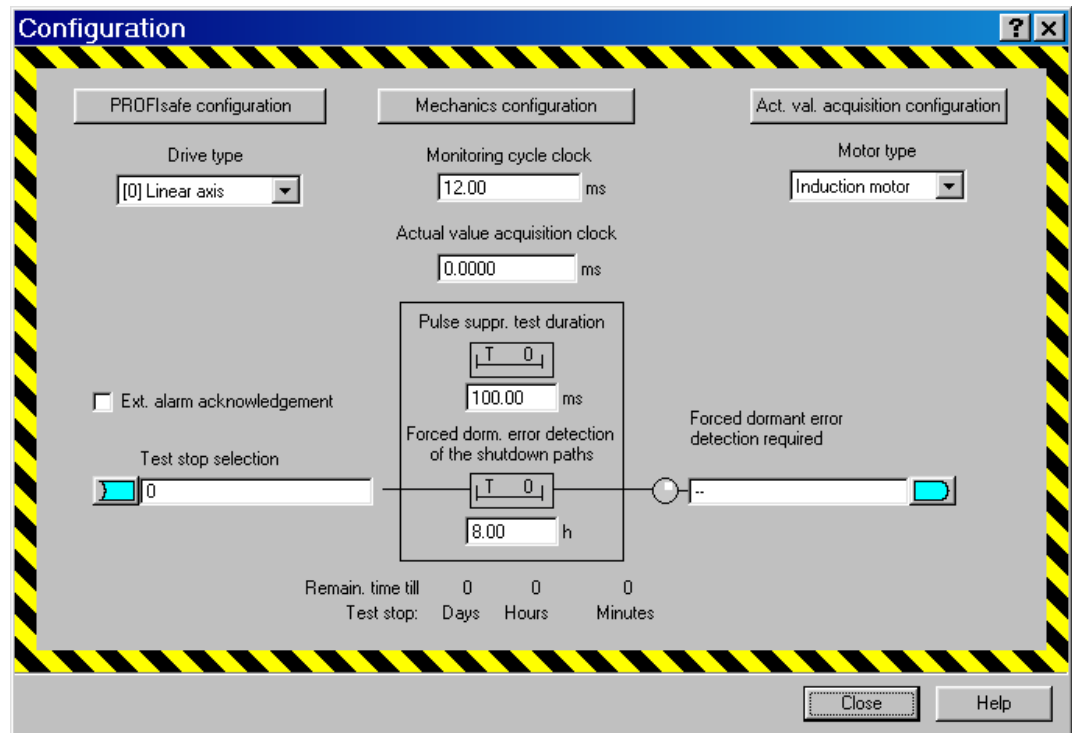 Configuration
? ×
PROFIsafe configuration
Mechanics configuration
Act. val. acquisition configuration
Drive type
[0] Linear axis
Monitoring cycle clock
12.00 ms
Motor type
Induction motor
Actual value acquisition clock
0.0000 ms
Pulse suppr. test duration
T 0
100.00 ms
Ext. alarm acknowledgement
Forced dorm. error detection
of the shutdown paths
Forced dormant error
detection required
Test stop selection
0
T 0
--
8.00 h
Remain. time till 0 0 0
Test stop: Days Hours Minutes
Close
Help